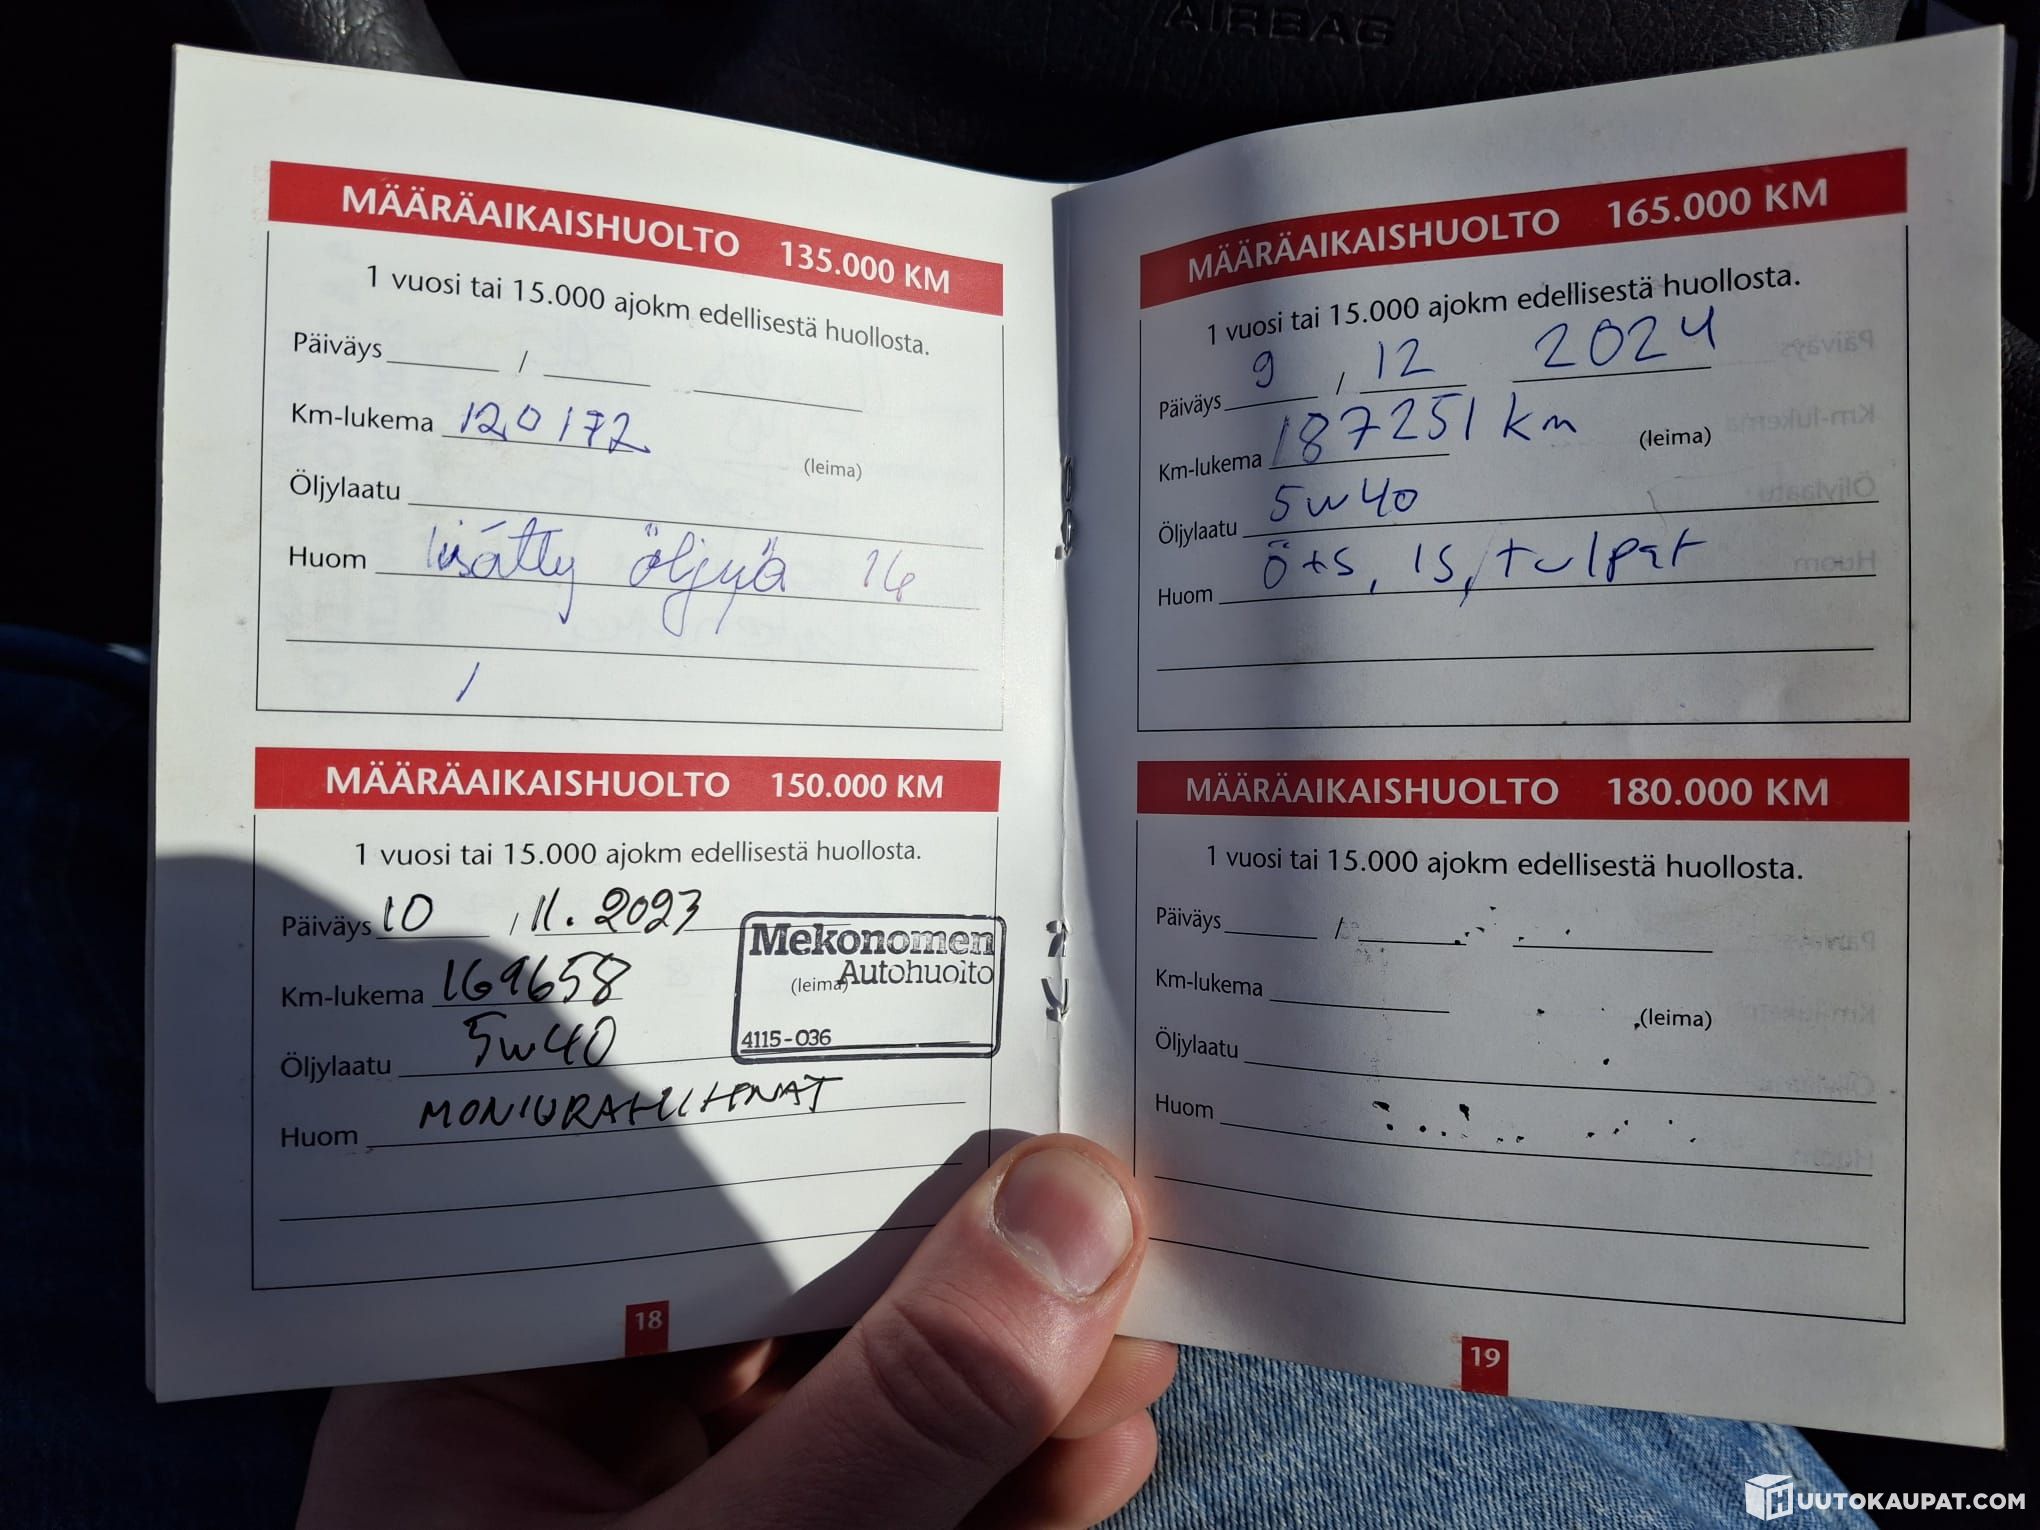 AIRBAG
MÄÄRÄAIKAISHUOLTO 135.000 KM
1 vuosi tai 15.000 ajokm edellisestä huollosta.
Päiväys /
Km-lukema 120172
(leima)
Öljylaatu
Huom lisätty öljyä
MÄÄRÄAIKAISHUOLTO 150.000 KM
1 vuosi tai 15.000 ajokm edellisestä huollosta.
Päiväys 10 / 11. 2023
Mekonomen
Autohuolto
Km-lukema 169658
(leima)
4115-036
Öljylaatu 5w40
Huom MONIURAHIHNAT
18
MÄÄRÄAIKAISHUOLTO 165.000 KM
1 vuosi tai 15.000 ajokm edellisestä huollosta.
Päiväys 9 / 12 2024
Km-lukema 187251 km
(leima)
Öljylaatu 5w40
Huom Ö+S, IS, tulpat
MÄÄRÄAIKAISHUOLTO 180.000 KM
1 vuosi tai 15.000 ajokm edellisestä huollosta.
Päiväys /
Km-lukema
(leima)
Öljylaatu
Huom
19
HUUTOKAUPAT.COM